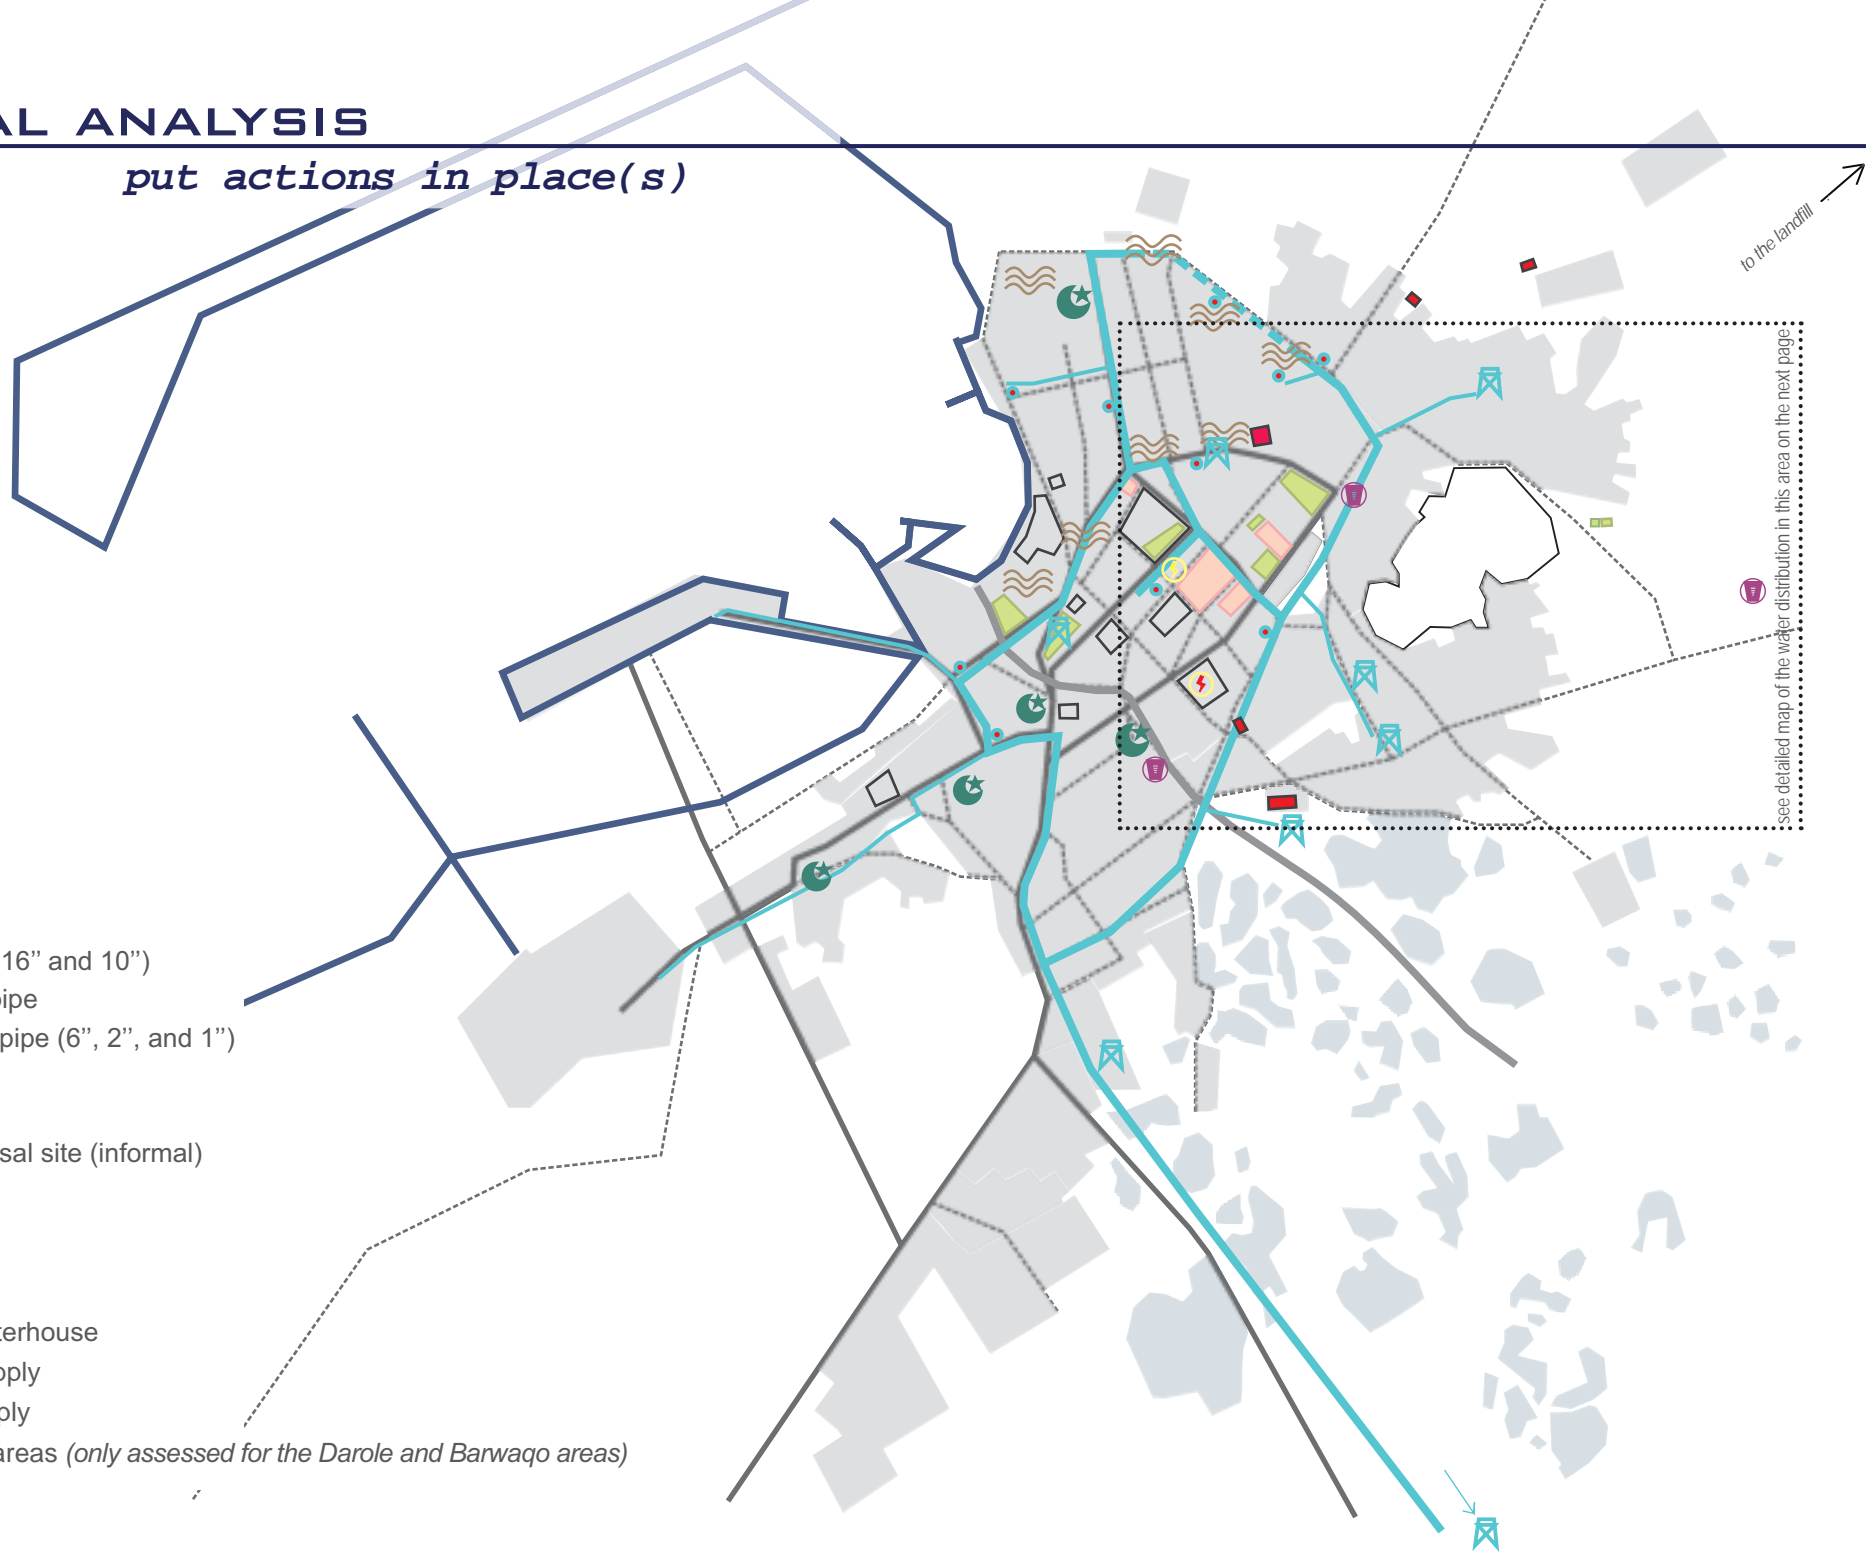 AL ANALYSIS
put actions in place(s)
to the landfill
see detailed map of the water distribution in this area on the next page
16” and 10”)
pipe
pipe (6”, 2”, and 1”)
sal site (informal)
terhouse
pply
ply
areas (only assessed for the Darole and Barwaqo areas)